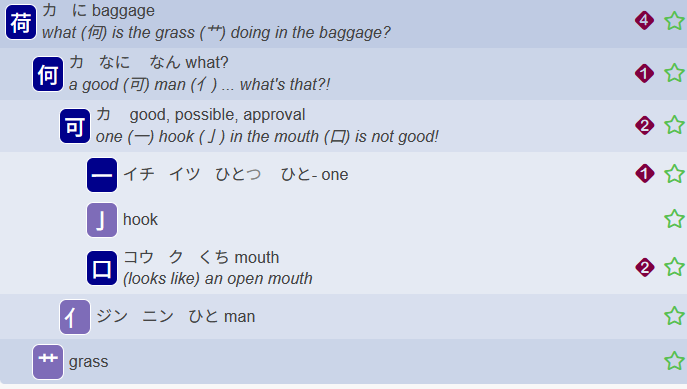 荷 カ に baggage 4
what (何) is the grass (艹) doing in the baggage?
何 カ なに なん what? 1
a good (可) man (亻) ... what's that?!
可 カ good, possible, approval 2
one (一) hook (亅) in the mouth (口) is not good!
一 イチ イツ ひとつ ひと- one 1
亅 hook
口 コウ ク くち mouth 2
(looks like) an open mouth
亻 ジン ニン ひと man
艹 grass